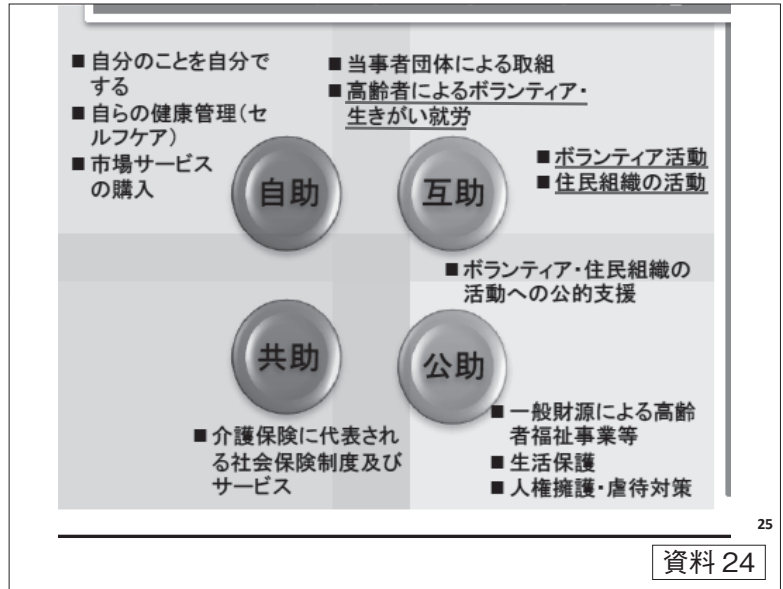 ■ 自分のことを自分で
する
■ 自らの健康管理(セ
ルフケア)
■ 市場サービス
の購入
■ 当事者団体による取組
■ 高齢者によるボランティア・
生きがい就労
■ ボランティア活動
■ 住民組織の活動
自助
互助
■ ボランティア・住民組織の
活動への公的支援
共助
公助
■ 介護保険に代表され
る社会保険制度及び
サービス
■ 一般財源による高齢
者福祉事業等
■ 生活保護
■ 人権擁護・虐待対策
25
資料 24